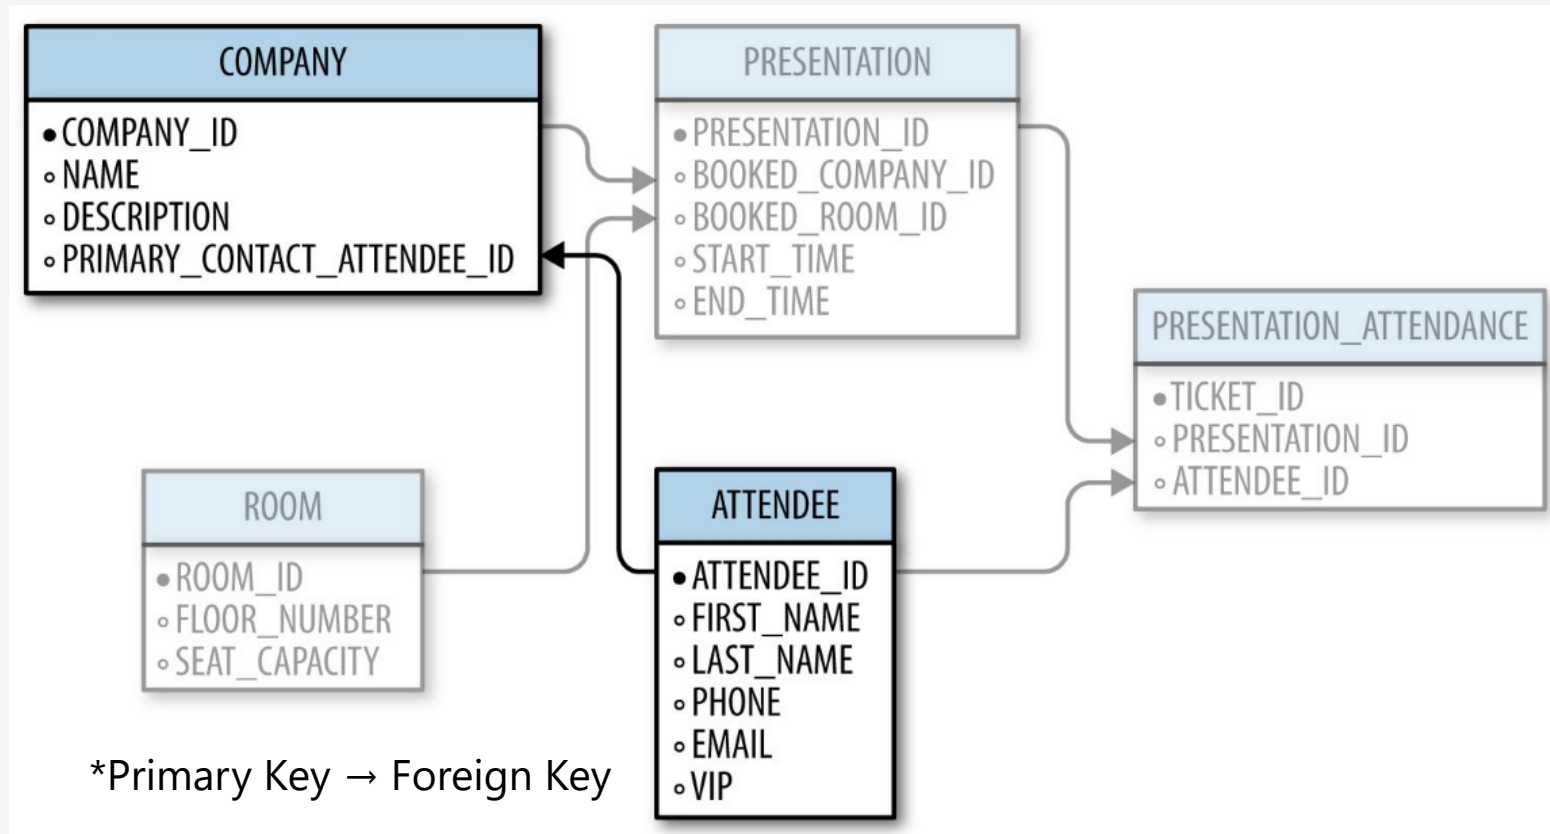 COMPANY
•COMPANY_ID
∘NAME
∘DESCRIPTION
∘PRIMARY_CONTACT_ATTENDEE_ID
PRESENTATION
•PRESENTATION_ID
∘BOOKED_COMPANY_ID
∘BOOKED_ROOM_ID
∘START_TIME
∘END_TIME
PRESENTATION_ATTENDANCE
•TICKET_ID
∘PRESENTATION_ID
∘ATTENDEE_ID
ROOM
•ROOM_ID
∘FLOOR_NUMBER
∘SEAT_CAPACITY
ATTENDEE
•ATTENDEE_ID
∘FIRST_NAME
∘LAST_NAME
∘PHONE
∘EMAIL
∘VIP
*Primary Key → Foreign Key